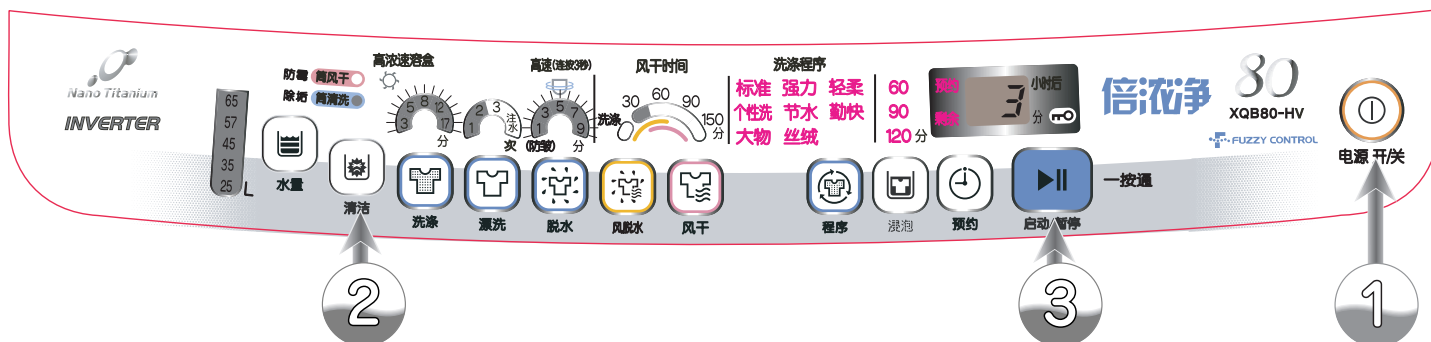 Nano Titanium
INVERTER
防霉 筒风干
除垢 筒清洗
65
57
45
35
25 L
水量
清洁
高浓速溶盒
3 5 8 12 17 分
洗涤
1 2 3 注水 次
漂洗
高速(连按3秒)
1 3 5 7 9 分
(防皱)
脱水
风脱水
风干时间
洗涤 30 60 90 150 分
风干
洗涤程序
标准 强力 轻柔 60
个性洗 节水 勤快 90
大物 丝绒 120 分
程序
浸泡
预约
预约 小时后
3
剩余 分
启动/暂停
一按通
倍浓净
80
XQB80-HV
FUZZY CONTROL
电源 开/关
2
3
1